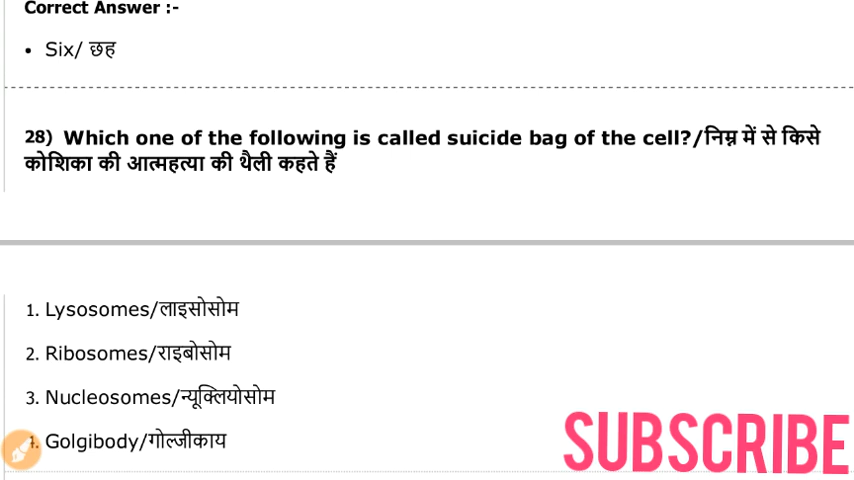 Correct Answer :-
• Six/ छह
28) Which one of the following is called suicide bag of the cell?/निम्न में से किसे
कोशिका की आत्महत्या की थैली कहते हैं
1. Lysosomes/लाइसोसोम
2. Ribosomes/राइबोसोम
3. Nucleosomes/न्यूक्लियोसोम
4. Golgibody/गोल्जीकाय
SUBSCRIBE